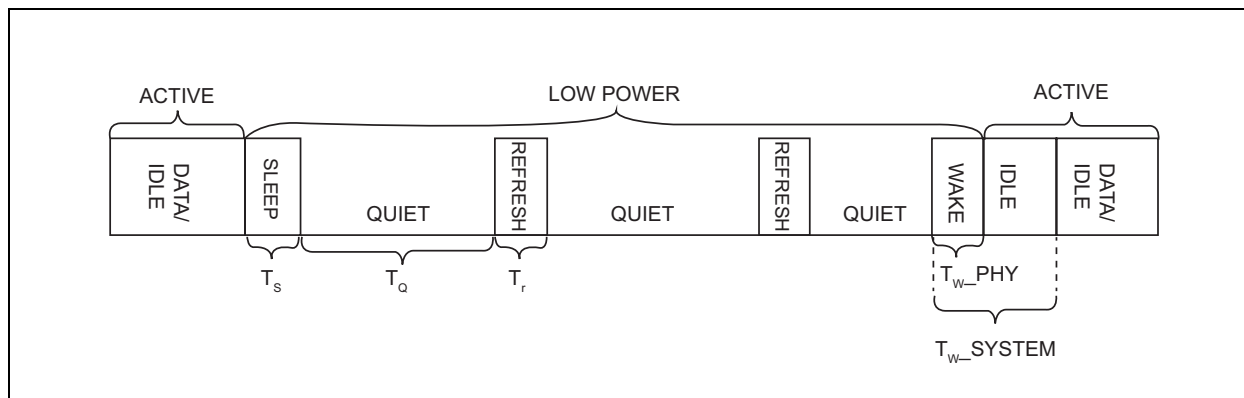 ACTIVE
LOW POWER
ACTIVE
DATA/
IDLE
SLEEP
QUIET
REFRESH
QUIET
REFRESH
QUIET
WAKE
IDLE
DATA/
IDLE
TS
TQ
Tr
TW_PHY
TW_SYSTEM